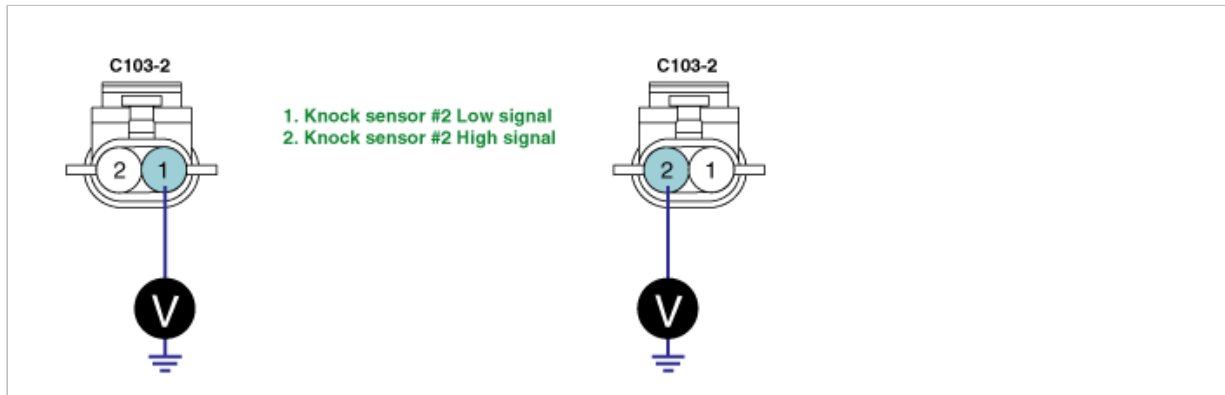 C103-2
C103-2
1. Knock sensor #2 Low signal
2. Knock sensor #2 High signal
2 1
2 1
V
V